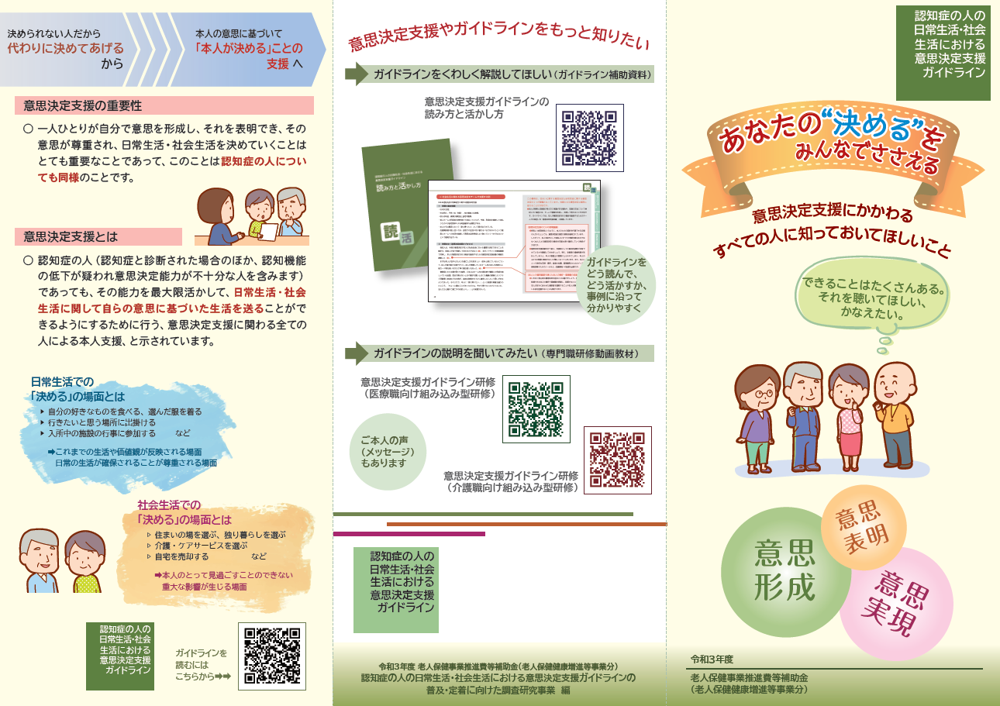 決められない人だから
代わりに決めてあげる
から
本人の意思に基づいて
「本人が決める」ことの
支援 へ
意思決定支援の重要性
○ 一人ひとりが自分で意思を形成し、それを表明でき、その
意思が尊重され、日常生活・社会生活を決めていくことは
とても重要なことであって、このことは認知症の人につい
ても同様のことです。
意思決定支援とは
○ 認知症の人（認知症と診断された場合のほか、認知機能
の低下が疑われ意思決定能力が不十分な人を含みます）
であっても、その能力を最大限活かして、日常生活・社会
生活に関して自らの意思に基づいた生活を送ることがで
きるようにするために行う、意思決定支援に関わる全ての
人による本人支援、と示されています。
日常生活での
「決める」の場面とは
▶ 自分の好きなものを食べる、選んだ服を着る
▶ 行きたいと思う場所に出掛ける
▶ 入所中の施設の行事に参加する など
➡これまでの生活や価値観が反映される場面
日常の生活が確保されることが尊重される場面
社会生活での
「決める」の場面とは
▷ 住まいの場を選ぶ、独り暮らしを選ぶ
▷ 介護・ケアサービスを選ぶ
▷ 自宅を売却する など
➡本人のとって見過ごすことのできない
重大な影響が生じる場面
認知症の人の
日常生活・社会
生活における
意思決定支援
ガイドライン
ガイドラインを
読むには
こちらから➡➡
意思決定支援やガイドラインをもっと知りたい
ガイドラインをくわしく解説してほしい（ガイドライン補助資料）
意思決定支援ガイドラインの
読み方と活かし方
認知症の人の日常生活・社会生活における
意思決定支援ガイドライン
読み方と活かし方
読
活
読
活
ガイドラインを
どう読んで、
どう活かすか、
事例に沿って
分かりやすく
ガイドラインの説明を聞いてみたい（専門職研修動画教材）
意思決定支援ガイドライン研修
（医療職向け組み込み型研修）
ご本人の声
（メッセージ）
もあります
意思決定支援ガイドライン研修
（介護職向け組み込み型研修）
認知症の人の
日常生活・社会
生活における
意思決定支援
ガイドライン
令和３年度 老人保健事業推進費等補助金（老人保健健康増進等事業分）
認知症の人の日常生活・社会生活における意思決定支援ガイドラインの
普及・定着に向けた調査研究事業 編
認知症の人の
日常生活・社会
生活における
意思決定支援
ガイドライン
あなたの“決める”を
みんなでささえる
意思決定支援にかかわる
すべての人に知っておいてほしいこと
できることはたくさんある。
それを聴いてほしい、
かなえたい。
意思
表明
意思
形成
意思
実現
令和３年度
老人保健事業推進費等補助金
（老人保健健康増進等事業分）